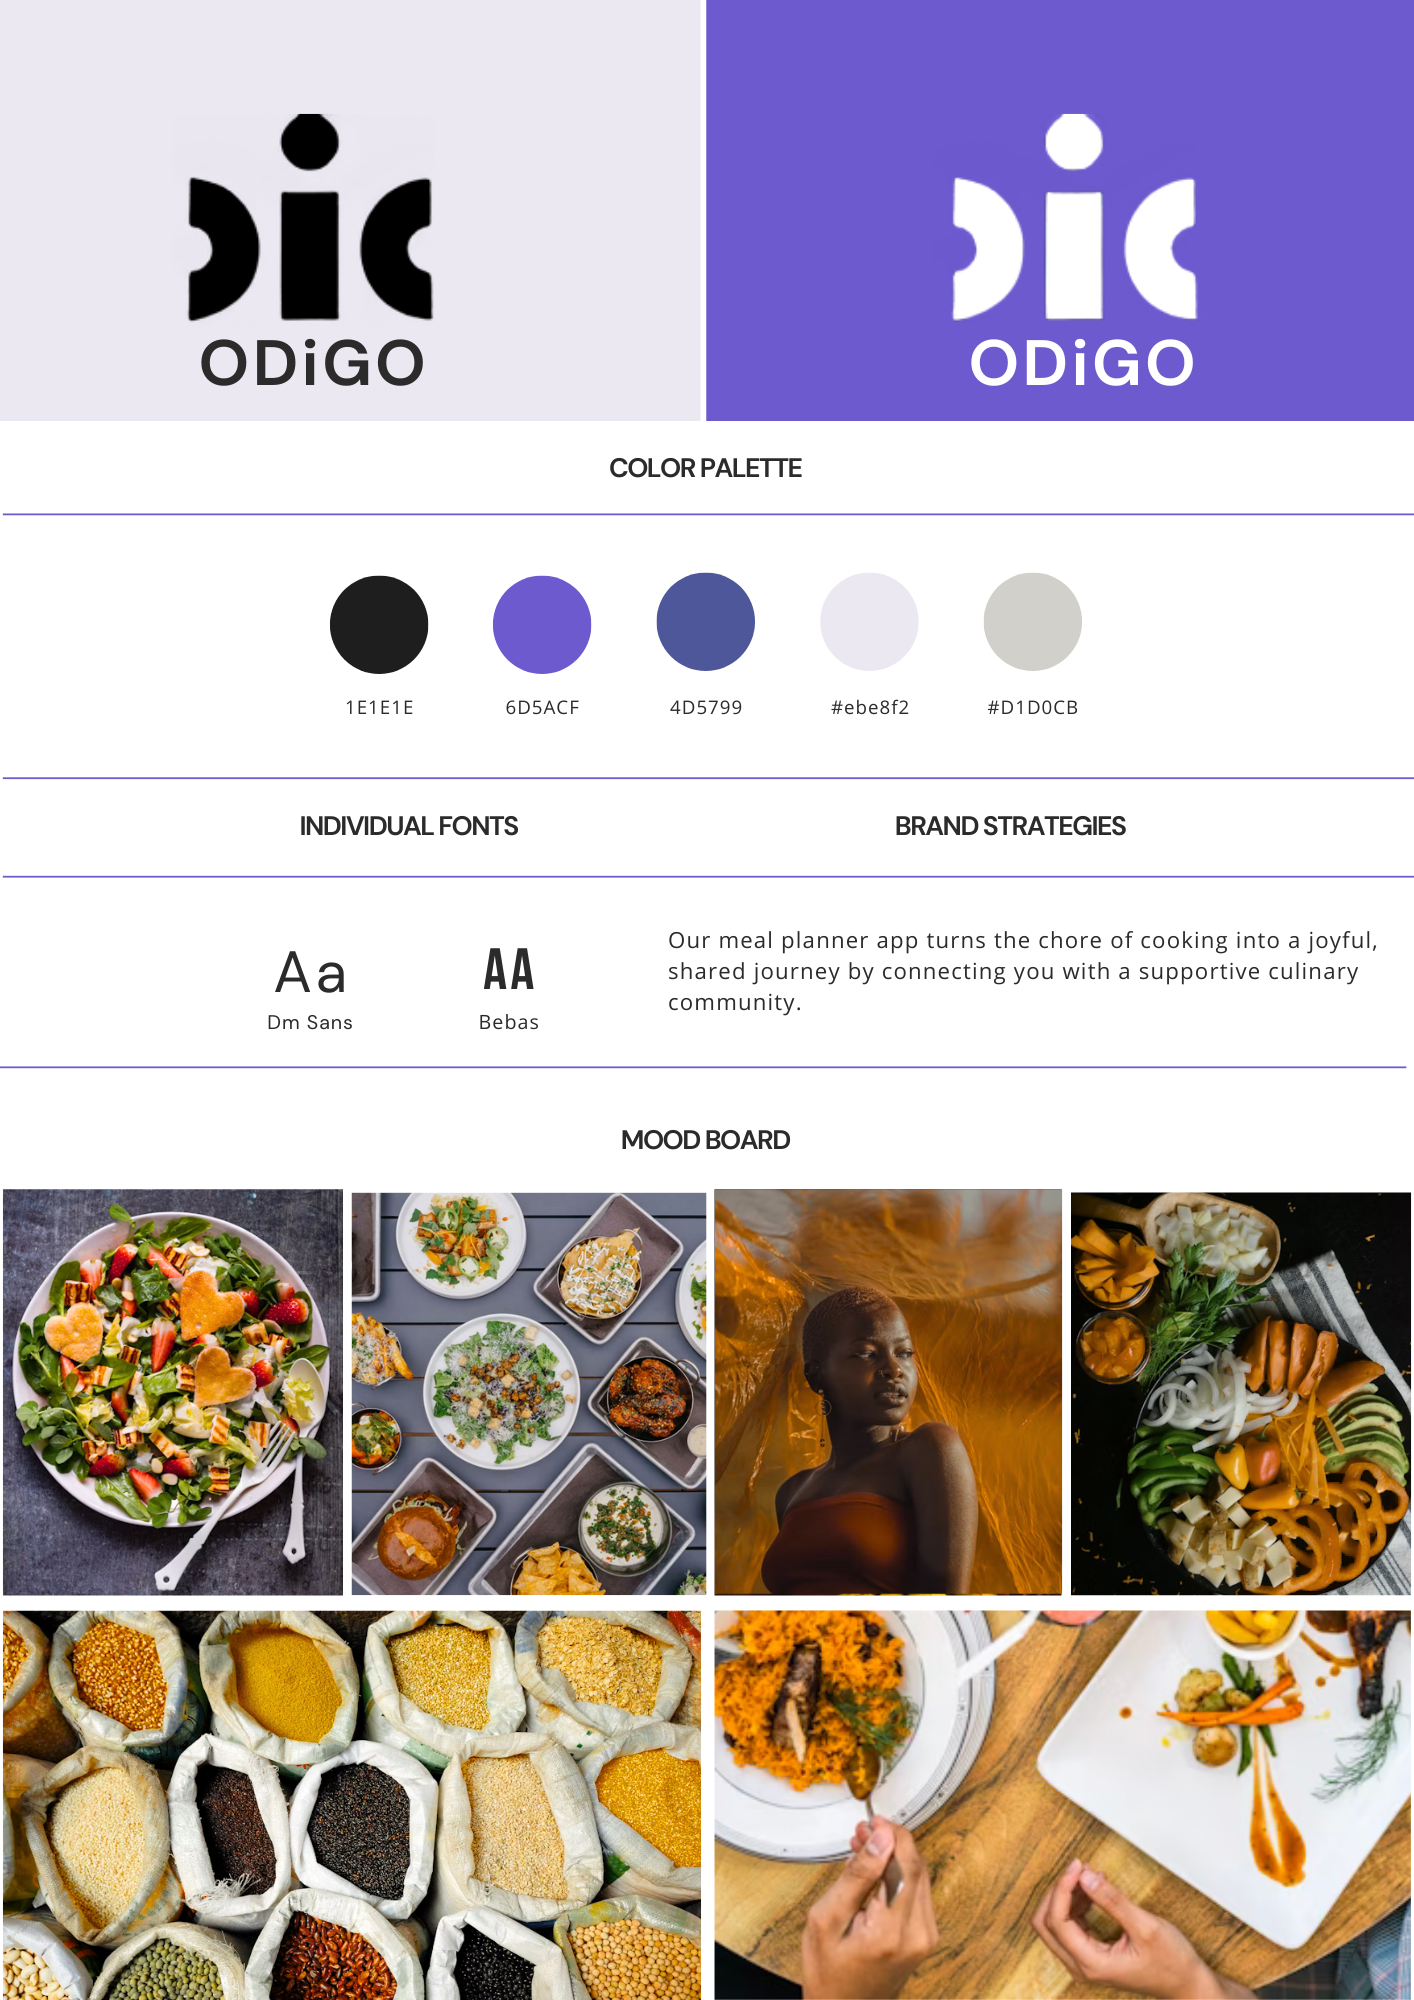 ODiGO
ODiGO
COLOR PALETTE
1E1E1E
6D5ACF
4D5799
#ebe8f2
#D1D0CB
INDIVIDUAL FONTS
BRAND STRATEGIES
Aa
Dm Sans
AA
Bebas
Our meal planner app turns the chore of cooking into a joyful,
shared journey by connecting you with a supportive culinary
community.
MOOD BOARD